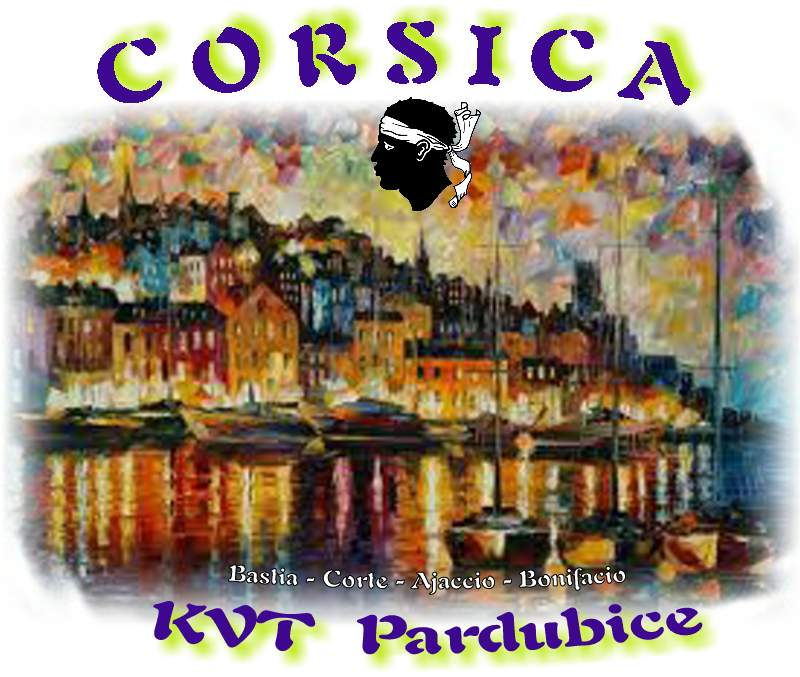 CORSICA
Bastia - Corte - Ajaccio - Bonifacio
KVT Pardubice